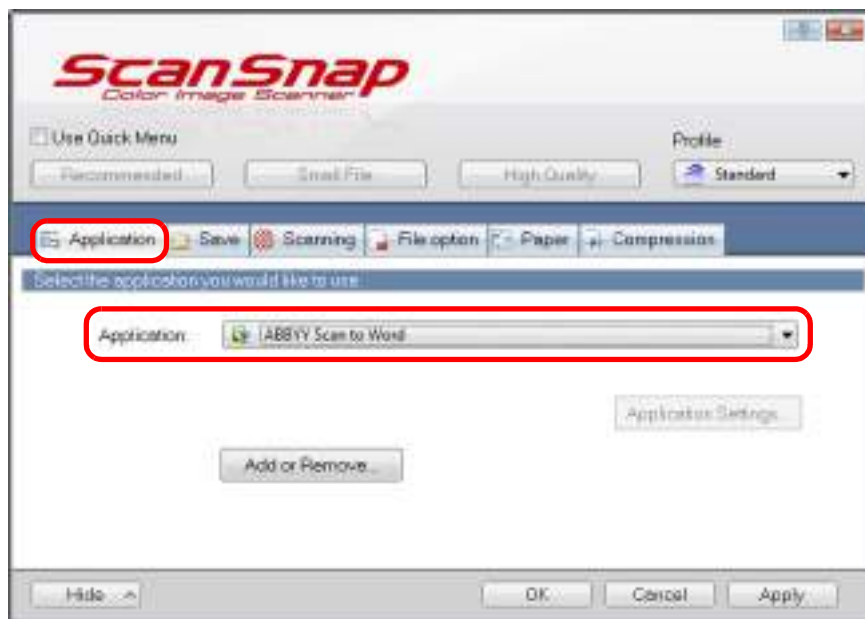 ScanSnap
Color Image Scanner
Use Quick Menu
Profile
Recommended
Small File
High Quality
Standard
Application
Save
Scanning
File option
Paper
Compression
Select the application you would like to use.
Application:
ABBYY Scan to Word
Application Settings...
Add or Remove...
Hide
OK
Cancel
Apply